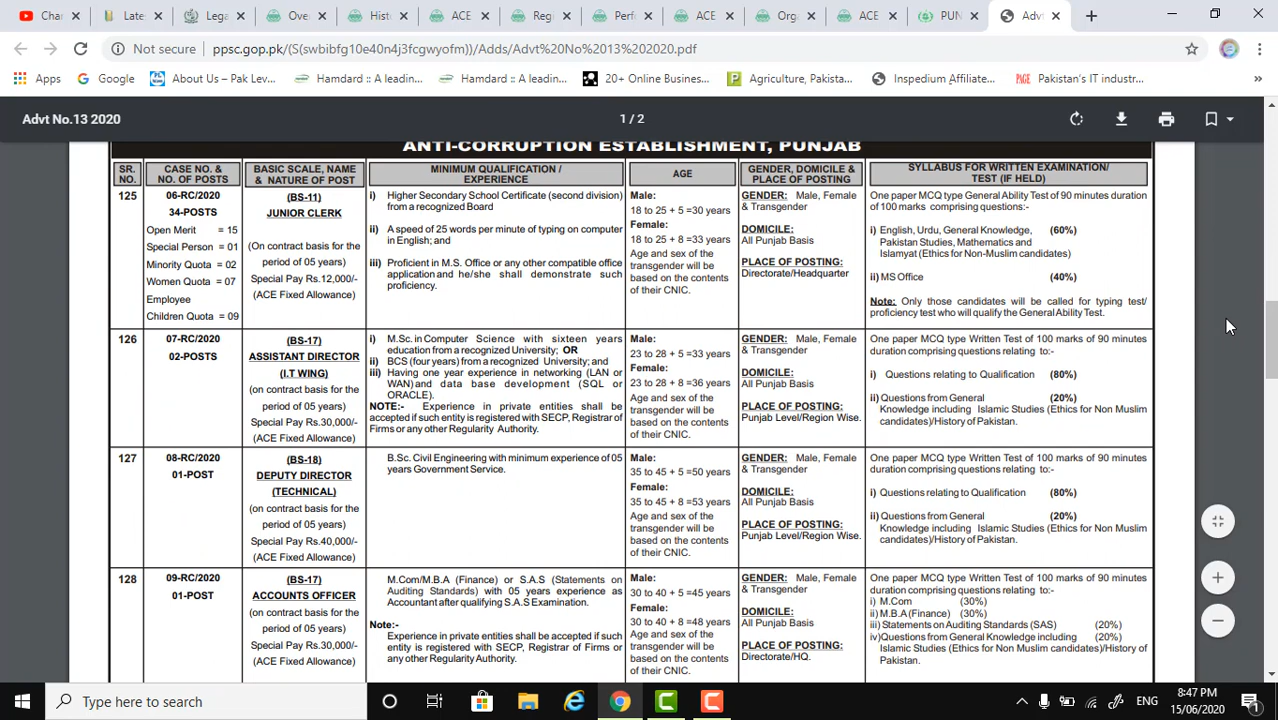 Char
Late
Lega
Ove
Hist
ACE
Regi
Perf
ACE
Org
ACE
PUN
Adv
Not secure
ppsc.gop.pk/(S(swbibfg10e40n4j3fcgwyofm))/Adds/Advt%20No%2013%202020.pdf
Apps
Google
About Us – Pak Lev...
Hamdard :: A leadin...
Hamdard :: A leadin...
20+ Online Busines...
Agriculture, Pakista...
Inspedium Affiliate...
PAGE Pakistan's IT industr...
Advt No.13 2020
1 / 2
ANTI-CORRUPTION ESTABLISHMENT, PUNJAB
SR. NO.
CASE NO. & NO. OF POSTS
BASIC SCALE, NAME & NATURE OF POST
MINIMUM QUALIFICATION / EXPERIENCE
AGE
GENDER, DOMICILE & PLACE OF POSTING
SYLLABUS FOR WRITTEN EXAMINATION/ TEST (IF HELD)
125
06-RC/2020
34-POSTS
Open Merit = 15
Special Person = 01
Minority Quota = 02
Women Quota = 07
Employee
Children Quota = 09
(BS-11)
JUNIOR CLERK
(On contract basis for the
period of 05 years)
Special Pay Rs.12,000/-
(ACE Fixed Allowance)
i) Higher Secondary School Certificate (second division)
from a recognized Board
ii) A speed of 25 words per minute of typing on computer
in English; and
iii) Proficient in M.S. Office or any other compatible office
application and he/she shall demonstrate such
proficiency.
Male:
18 to 25 + 5 =30 years
Female:
18 to 25 + 8 =33 years
Age and sex of the
transgender will be
based on the contents
of their CNIC.
GENDER: Male, Female
& Transgender
DOMICILE:
All Punjab Basis
PLACE OF POSTING:
Directorate/Headquarter
One paper MCQ type General Ability Test of 90 minutes duration
of 100 marks comprising questions:-
i) English, Urdu, General Knowledge, (60%)
Pakistan Studies, Mathematics and
Islamyat (Ethics for Non-Muslim candidates)
ii) MS Office (40%)
Note: Only those candidates will be called for typing test/
proficiency test who will qualify the General Ability Test.
126
07-RC/2020
02-POSTS
(BS-17)
ASSISTANT DIRECTOR
(I.T WING)
(on contract basis for the
period of 05 years)
Special Pay Rs.30,000/-
(ACE Fixed Allowance)
i) M.Sc. in Computer Science with sixteen years
education from a recognized University; OR
ii) BCS (four years) from a recognized University; and
iii) Having one year experience in networking (LAN or
WAN) and data base development (SQL or
ORACLE).
NOTE:- Experience in private entities shall be
accepted if such entity is registered with SECP, Registrar of
Firms or any other Regularity Authority.
Male:
23 to 28 + 5 =33 years
Female:
23 to 28 + 8 =36 years
Age and sex of the
transgender will be
based on the contents
of their CNIC.
GENDER: Male, Female
& Transgender
DOMICILE:
All Punjab Basis
PLACE OF POSTING:
Punjab Level/Region Wise.
One paper MCQ type Written Test of 100 marks of 90 minutes
duration comprising questions relating to:-
i) Questions relating to Qualification (80%)
ii) Questions from General (20%)
Knowledge including Islamic Studies (Ethics for Non Muslim
candidates)/History of Pakistan.
127
08-RC/2020
01-POST
(BS-18)
DEPUTY DIRECTOR
(TECHNICAL)
(on contract basis for the
period of 05 years)
Special Pay Rs.40,000/-
(ACE Fixed Allowance)
B.Sc. Civil Engineering with minimum experience of 05
years Government Service.
Male:
35 to 45 + 5 =50 years
Female:
35 to 45 + 8 =53 years
Age and sex of the
transgender will be
based on the contents
of their CNIC.
GENDER: Male, Female
& Transgender
DOMICILE:
All Punjab Basis
PLACE OF POSTING:
Punjab Level/Region Wise.
One paper MCQ type Written Test of 100 marks of 90 minutes
duration comprising questions relating to:-
i) Questions relating to Qualification (80%)
ii) Questions from General (20%)
Knowledge including Islamic Studies (Ethics for Non Muslim
candidates)/History of Pakistan.
128
09-RC/2020
01-POST
(BS-17)
ACCOUNTS OFFICER
(on contract basis for the
period of 05 years)
Special Pay Rs.30,000/-
(ACE Fixed Allowance)
M.Com/M.B.A (Finance) or S.A.S (Statements on
Auditing Standards) with 05 years experience as
Accountant after qualifying S.A.S Examination.
Note:-
Experience in private entities shall be accepted if such
entity is registered with SECP, Registrar of Firms or
any other Regularity Authority.
Male:
30 to 40 + 5 =45 years
Female:
30 to 40 + 8 =48 years
Age and sex of the
transgender will be
based on the contents
of their CNIC.
GENDER: Male, Female
& Transgender
DOMICILE:
All Punjab Basis
PLACE OF POSTING:
Directorate/HQ.
One paper MCQ type Written Test of 100 marks of 90 minutes
duration comprising questions relating to:-
i) M.Com (30%)
ii) M.B.A (Finance) (30%)
iii) Statements on Auditing Standards (SAS) (20%)
iv)Questions from General Knowledge including (20%)
Islamic Studies (Ethics for Non Muslim candidates)/History of
Pakistan.
Type here to search
ENG
8:47 PM
15/06/2020